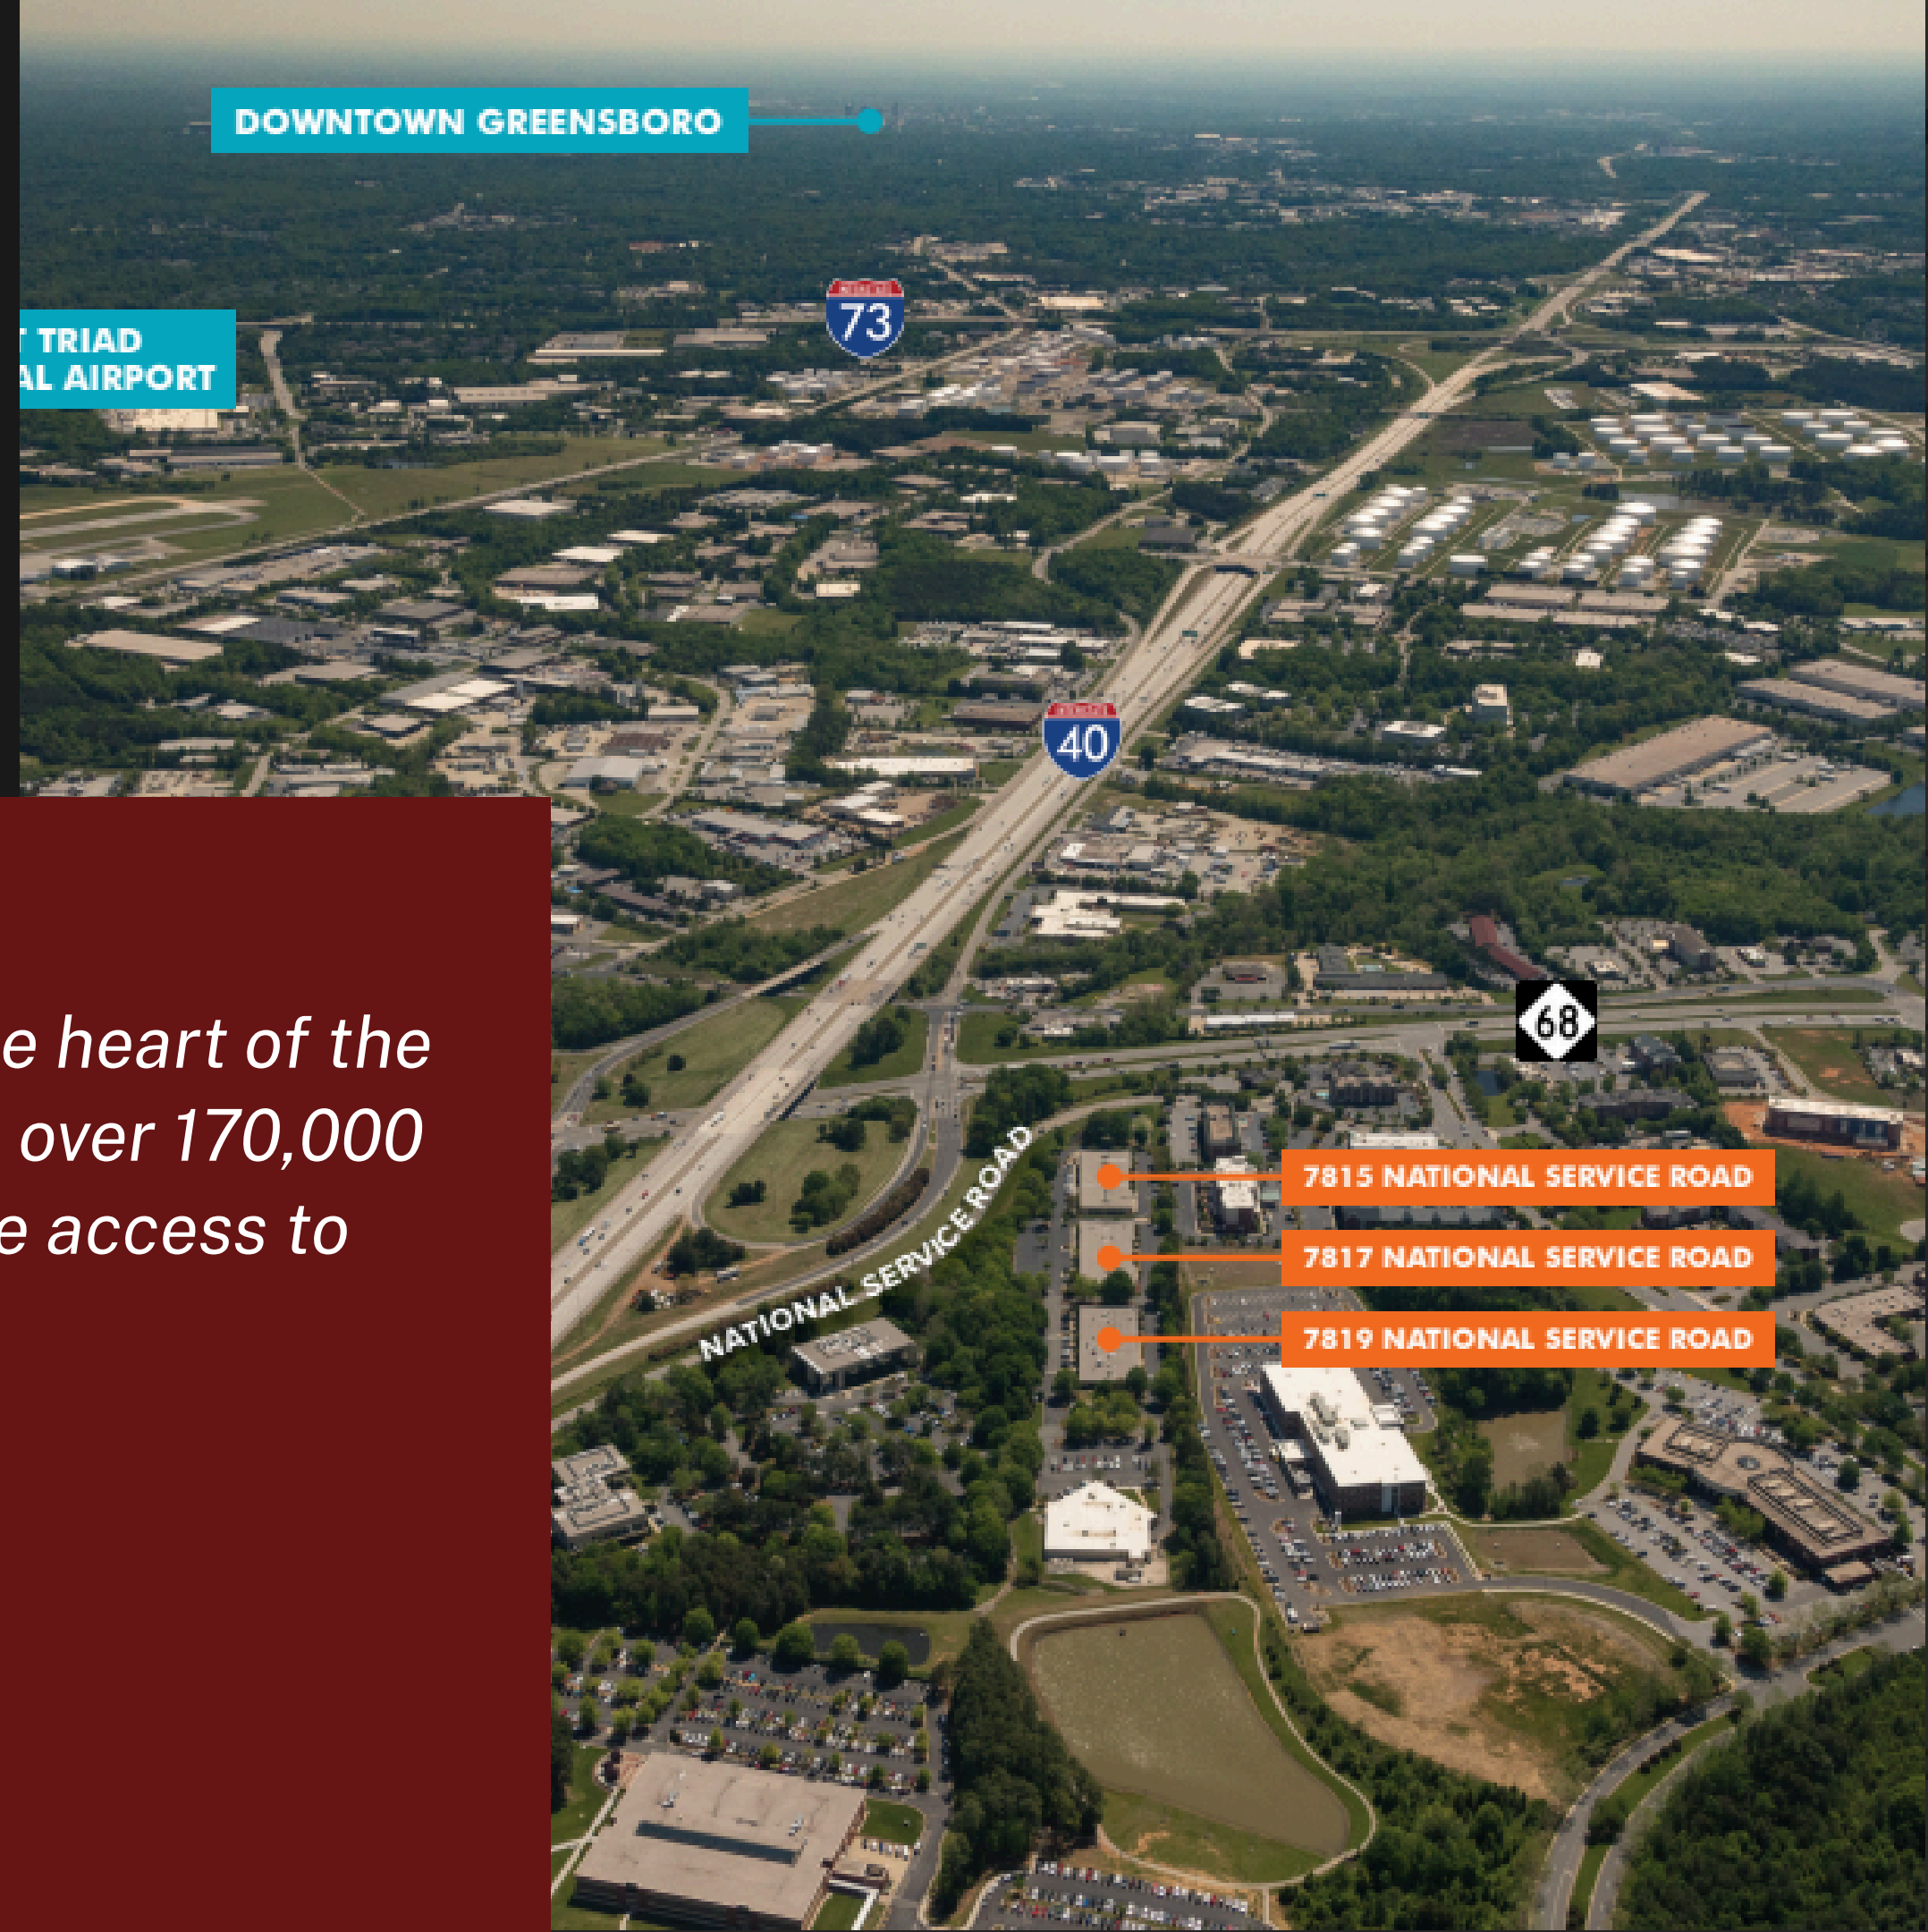 DOWNTOWN GREENSBORO
73
TRIAD
AL AIRPORT
40
e heart of the
over 170,000
e access to
68
NATIONAL SERVICE ROAD
7815 NATIONAL SERVICE ROAD
7817 NATIONAL SERVICE ROAD
7819 NATIONAL SERVICE ROAD